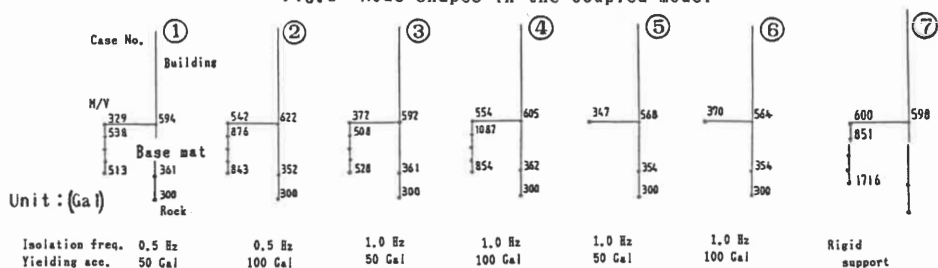 Case No. ① ② ③ ④ ⑤ ⑥ ⑦
Building
M/V
329 594 542 622 372 592 554 605 347 568 370 564 600 598
538 876 508 1087 851
Base mat
513 361 843 352 528 361 854 362 354 354 1716
300 300 300 300 300 300
Unit:(Gal)
Rock
Isolation freq. 0.5 Hz 0.5 Hz 1.0 Hz 1.0 Hz 1.0 Hz 1.0 Hz Rigid
Yielding acc. 50 Gal 100 Gal 50 Gal 100 Gal 50 Gal 100 Gal support